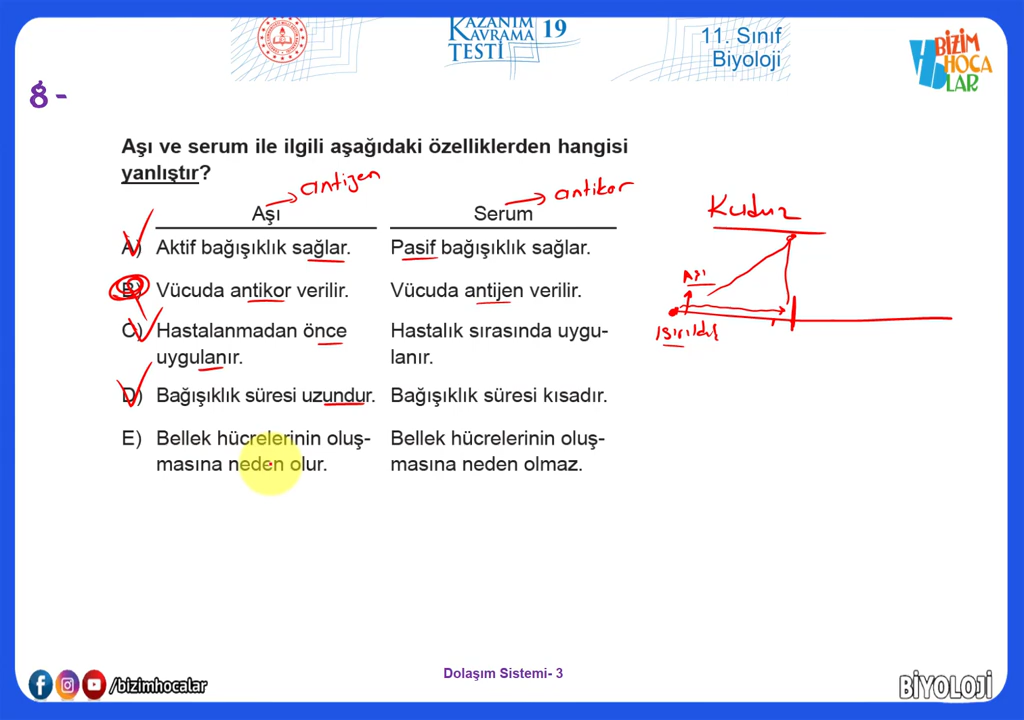 KAZANIM
KAVRAMA 19
TESTİ
11. Sınıf
Biyoloji
BİZİM
HOCA
LAR
8-
Aşı ve serum ile ilgili aşağıdaki özelliklerden hangisi
yanlıştır?
antijen
antikor
Aşı Serum
A) Aktif bağışıklık sağlar. Pasif bağışıklık sağlar.
B) Vücuda antikor verilir. Vücuda antijen verilir.
C) Hastalanmadan önce Hastalık sırasında uygu-
uygulanır. lanır.
D) Bağışıklık süresi uzundur. Bağışıklık süresi kısadır.
E) Bellek hücrelerinin oluş- Bellek hücrelerinin oluş-
masına neden olur. masına neden olmaz.
Kuduz
Aşı
ısırıldı
Dolaşım Sistemi- 3
/bizimhocalar
BİYOLOJİ